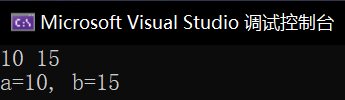 C:\ Microsoft Visual Studio 调试控制台
10 15
a=10, b=15